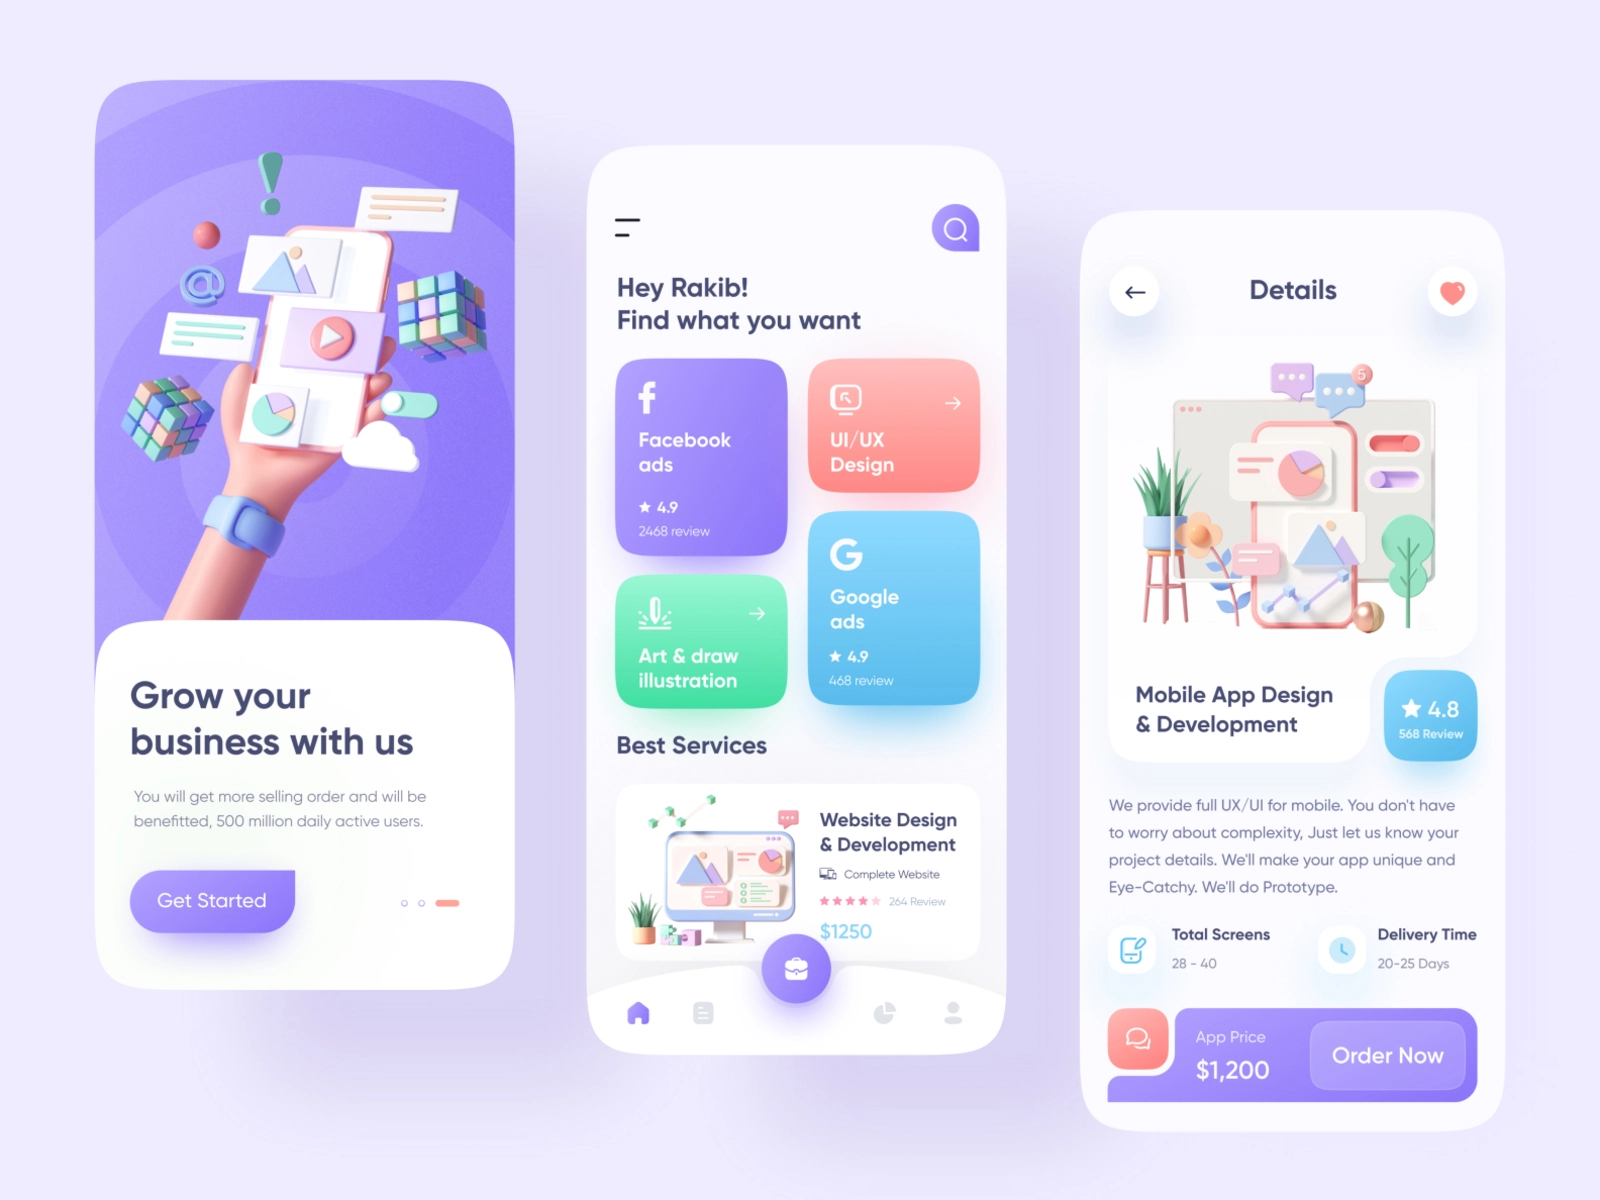 @
Grow your
business with us
You will get more selling order and will be
benefitted, 500 million daily active users.
Get Started
Hey Rakib!
Find what you want
Facebook
ads
4.9
2468 review
UI/UX
Design
Art & draw
illustration
Google
ads
4.9
468 review
Best Services
Website Design
& Development
Complete Website
264 Review
$1250
Details
5
Mobile App Design
& Development
4.8
568 Review
We provide full UX/UI for mobile. You don't have
to worry about complexity, Just let us know your
project details. We'll make your app unique and
Eye-Catchy. We'll do Prototype.
Total Screens
28 - 40
Delivery Time
20-25 Days
App Price
$1,200
Order Now